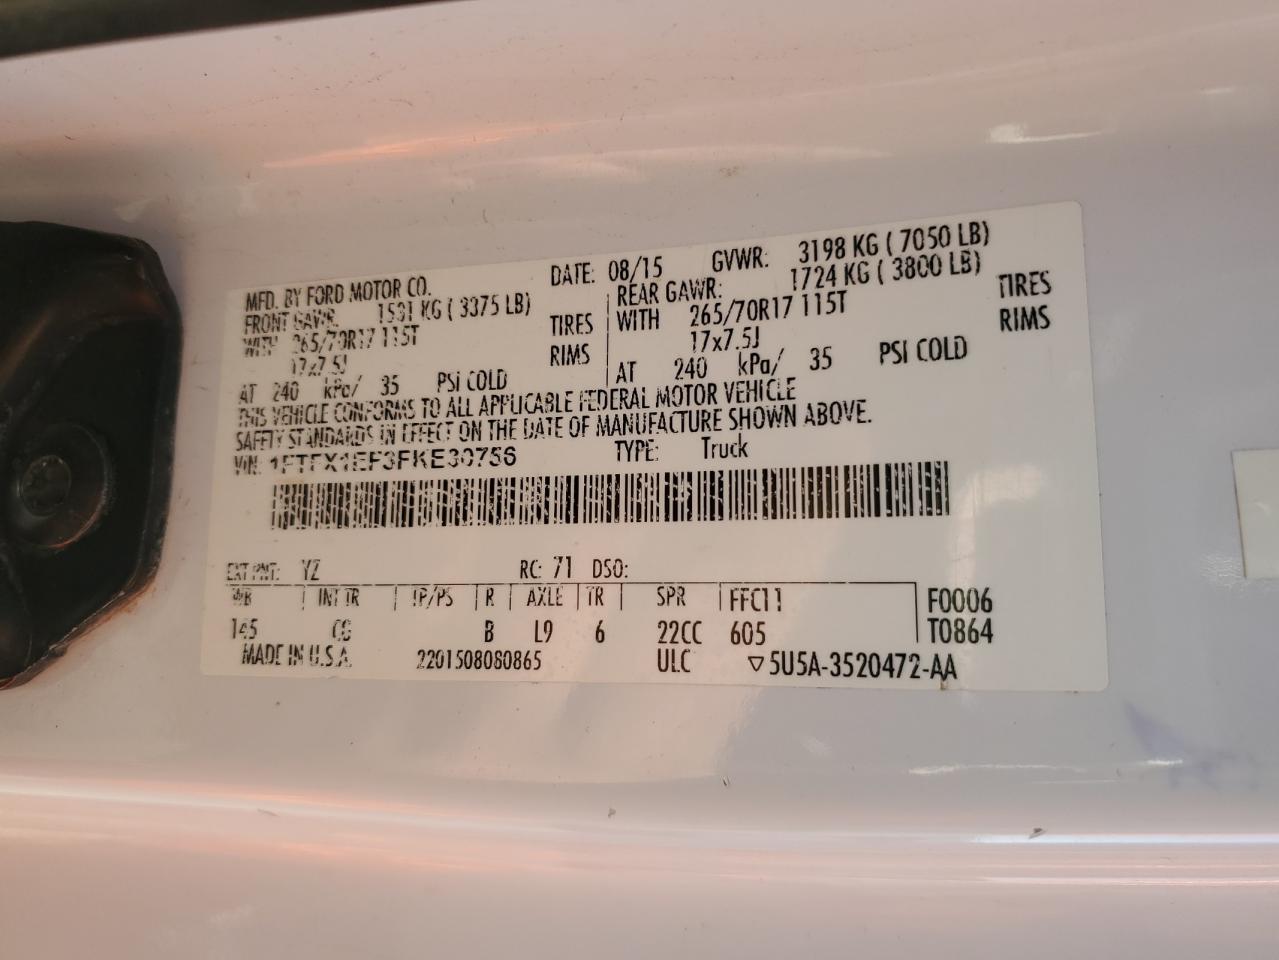 MFD. BY FORD MOTOR CO. DATE: 08/15 GVWR: 3198 KG ( 7050 LB)
FRONT GAWR: 1531 KG ( 3375 LB) REAR GAWR: 1724 KG ( 3800 LB)
WITH 265/70R17 115T TIRES WITH 265/70R17 115T TIRES
17x7.5J RIMS 17x7.5J RIMS
AT 240 kPa/ 35 PSI COLD AT 240 kPa/ 35 PSI COLD
THIS VEHICLE CONFORMS TO ALL APPLICABLE FEDERAL MOTOR VEHICLE
SAFETY STANDARDS IN EFFECT ON THE DATE OF MANUFACTURE SHOWN ABOVE.
VIN: 1FTFX1EF3FKE30756 TYPE: Truck
EXT PNT: YZ RC: 71 DSO:
WB INT TR TP/PS R AXLE TR SPR FFC11 F0006
145 CG B L9 6 22CC 605 T0864
MADE IN U.S.A. 2201508080865 ULC ▽5U5A-3520472-AA